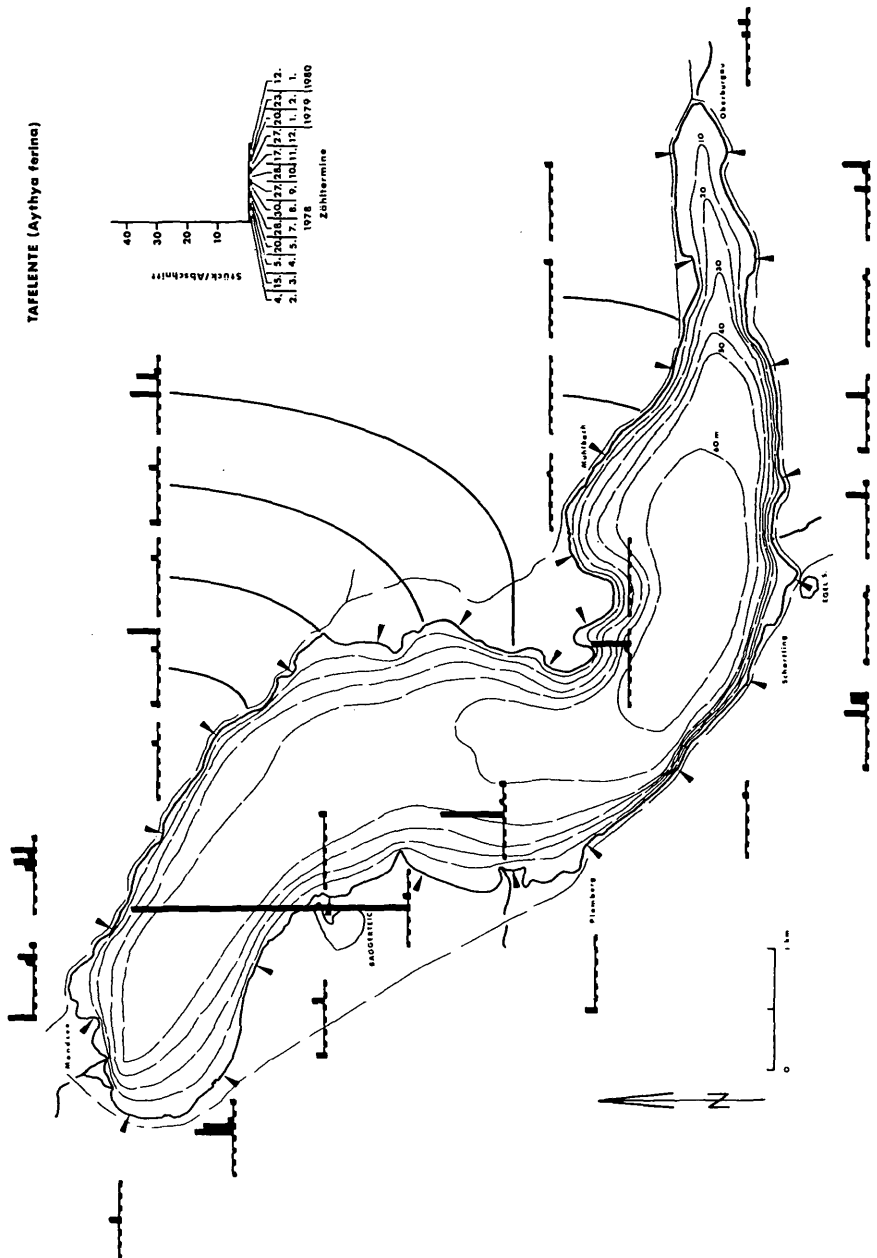 TAFELENTE (Aythya ferina)
Stück/Abschnitt
40
30
20
10
4. 15. 5. 20. 28. 30. 27. 28. 17. 27. 20. 23. 12.
2. 3. 4. 5. 7. 8. 9. 10. 11. 12. 1. 2. 1.
1978 (1979 (1980
Zähltermine
Mondsee
BAGGERTEIC
Plomberg
Scharfling
EGEL S.
Muhlbach
Oberburgau
10
20
30
40
50
60 m
0 1 km
N